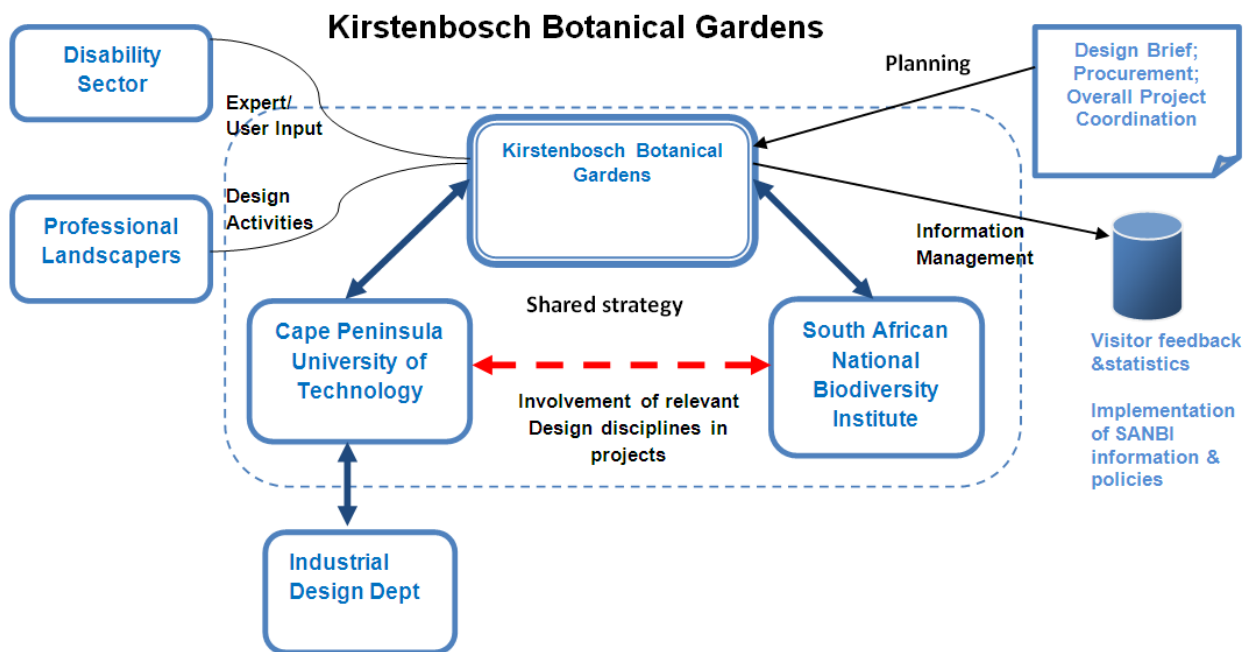 Kirstenbosch Botanical Gardens
Disability
Sector
Expert/
User Input
Planning
Design Brief;
Procurement;
Overall Project
Coordination
Kirstenbosch Botanical
Gardens
Professional
Landscapers
Design
Activities
Information
Management
Shared strategy
Cape Peninsula
University of
Technology
South African
National
Biodiversity
Institute
Involvement of relevant
Design disciplines in
projects
Visitor feedback
&statistics
Implementation
of SANBI
information &
policies
Industrial
Design Dept